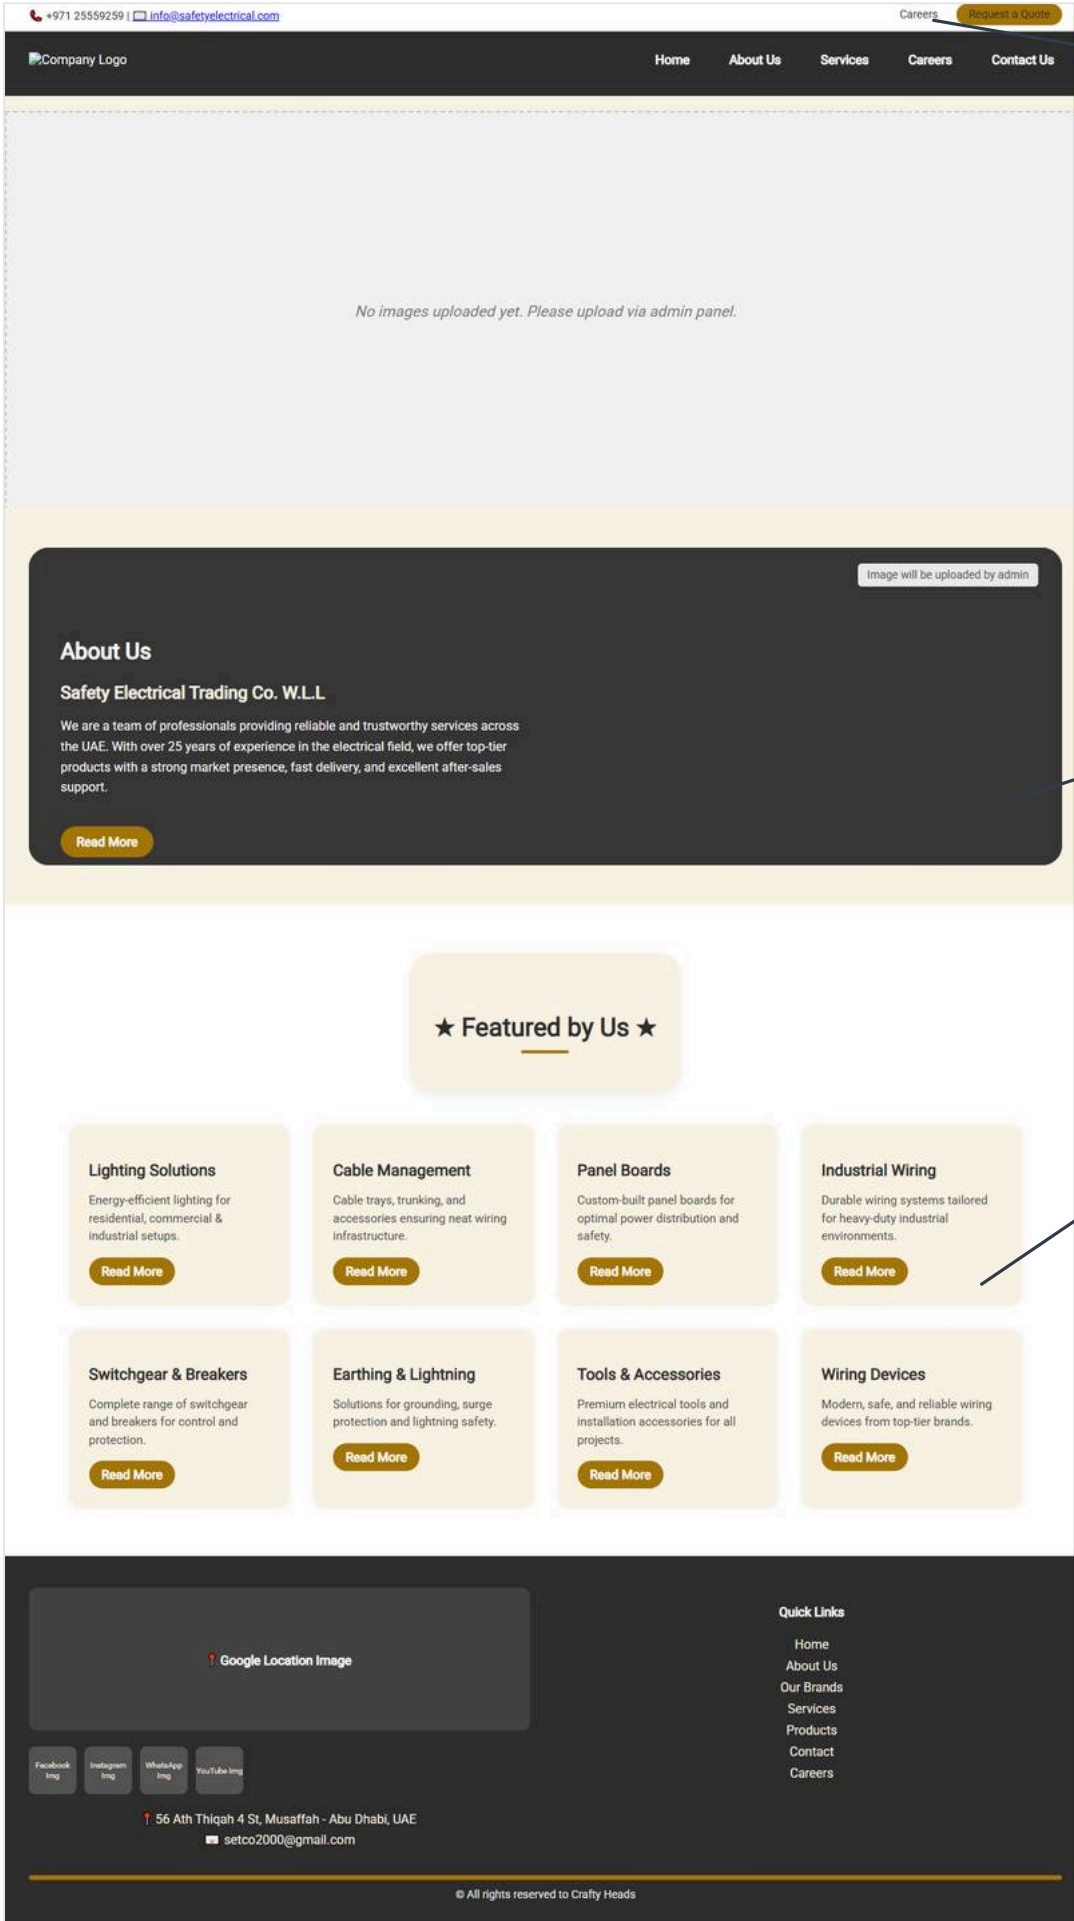 +971 25559259 | info@safetyelectrical.com
Careers
Request a Quote
Company Logo
Home About Us Services Careers Contact Us
No images uploaded yet. Please upload via admin panel.
Image will be uploaded by admin
About Us
Safety Electrical Trading Co. W.L.L
We are a team of professionals providing reliable and trustworthy services across
the UAE. With over 25 years of experience in the electrical field, we offer top-tier
products with a strong market presence, fast delivery, and excellent after-sales
support.
Read More
★ Featured by Us ★
Lighting Solutions
Energy-efficient lighting for
residential, commercial &
industrial setups.
Read More
Cable Management
Cable trays, trunking, and
accessories ensuring neat wiring
infrastructure.
Read More
Panel Boards
Custom-built panel boards for
optimal power distribution and
safety.
Read More
Industrial Wiring
Durable wiring systems tailored
for heavy-duty industrial
environments.
Read More
Switchgear & Breakers
Complete range of switchgear
and breakers for control and
protection.
Read More
Earthing & Lightning
Solutions for grounding, surge
protection and lightning safety.
Read More
Tools & Accessories
Premium electrical tools and
installation accessories for all
projects.
Read More
Wiring Devices
Modern, safe, and reliable wiring
devices from top-tier brands.
Read More
Google Location Image
Facebook
Img
Instagram
Img
WhatsApp
Img
YouTube Img
56 Ath Thiqah 4 St, Musaffah - Abu Dhabi, UAE
setco2000@gmail.com
Quick Links
Home
About Us
Our Brands
Services
Products
Contact
Careers
© All rights reserved to Crafty Heads